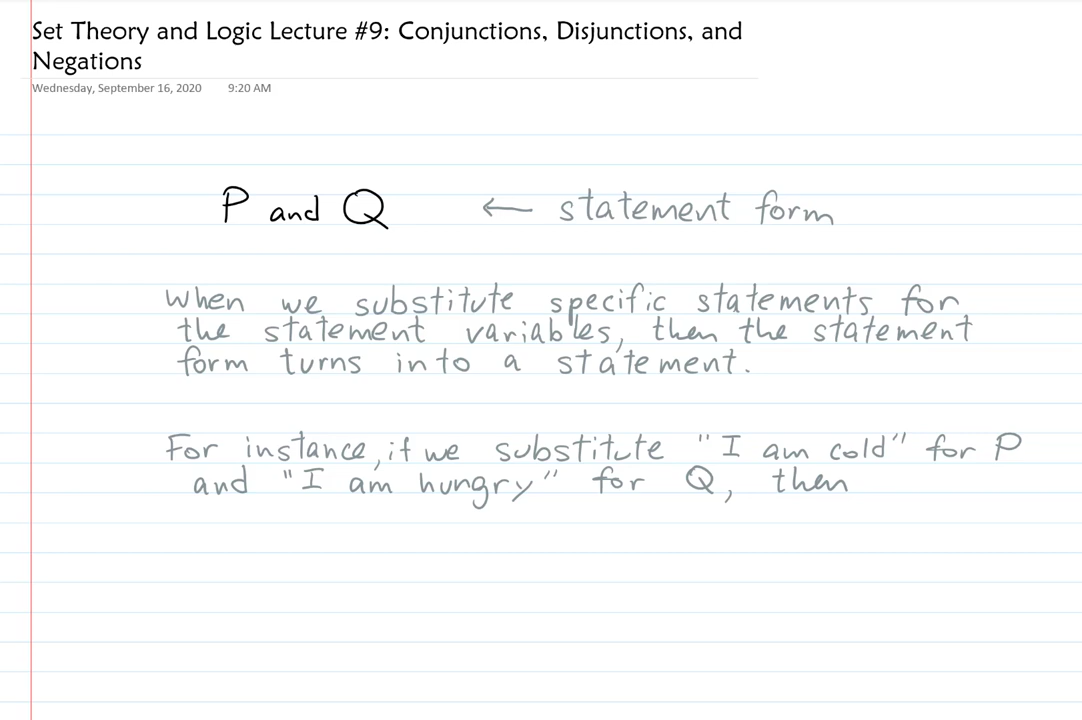 Set Theory and Logic Lecture #9: Conjunctions, Disjunctions, and
Negations
Wednesday, September 16, 2020 9:20 AM
P and Q ← statement form
When we substitute specific statements for
the statement variables, then the statement
form turns into a statement.
For instance, if we substitute "I am cold" for P
and "I am hungry" for Q, then